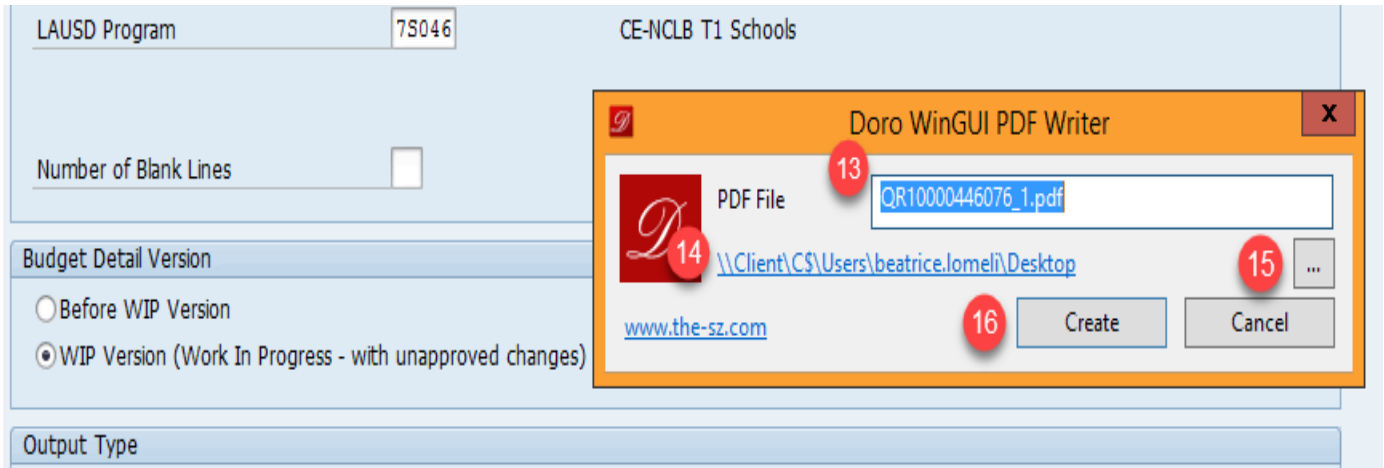 LAUSD Program 7S046 CE-NCLB T1 Schools
Doro WinGUI PDF Writer X
13
Number of Blank Lines
PDF File QR10000446076_1.pdf
14 \\Client\C$\Users\beatrice.lomeli\Desktop 15 ...
Budget Detail Version
Before WIP Version
www.the-sz.com 16 Create Cancel
WIP Version (Work In Progress - with unapproved changes)
Output Type